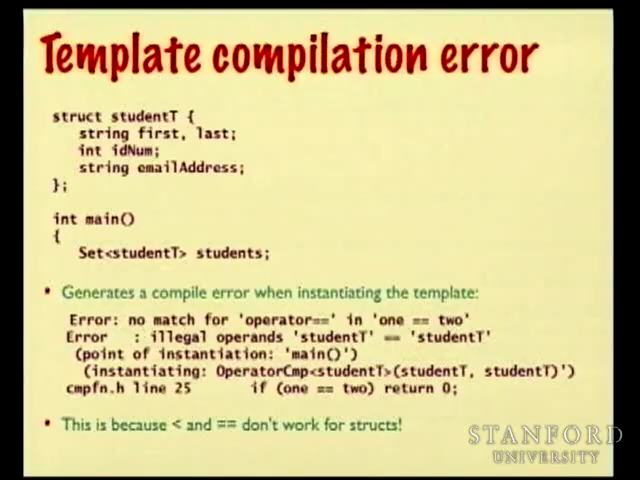 Template compilation error
struct studentT {
string first, last;
int idNum;
string emailAddress;
};
int main()
{
Set<studentT> students;
• Generates a compile error when instantiating the template:
Error: no match for 'operator==' in 'one == two'
Error : illegal operands 'studentT' == 'studentT'
(point of instantiation: 'main()')
(instantiating: OperatorCmp<studentT>(studentT, studentT)')
cmpfn.h line 25 if (one == two) return 0;
• This is because < and == don't work for structs!
STANFORD
UNIVERSITY